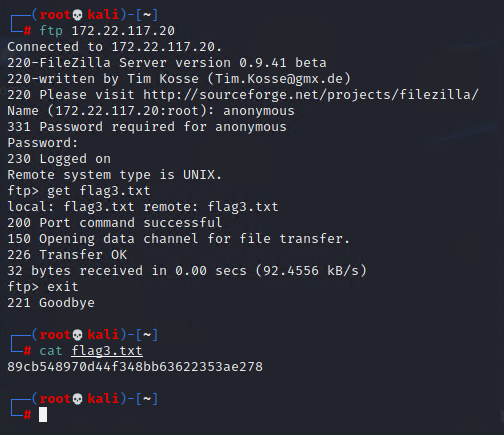 ┌──(root💀kali)-[~]
└─# ftp 172.22.117.20
Connected to 172.22.117.20.
220-FileZilla Server version 0.9.41 beta
220-written by Tim Kosse (Tim.Kosse@gmx.de)
220 Please visit http://sourceforge.net/projects/filezilla/
Name (172.22.117.20:root): anonymous
331 Password required for anonymous
Password:
230 Logged on
Remote system type is UNIX.
ftp> get flag3.txt
local: flag3.txt remote: flag3.txt
200 Port command successful
150 Opening data channel for file transfer.
226 Transfer OK
32 bytes received in 0.00 secs (92.4556 kB/s)
ftp> exit
221 Goodbye
┌──(root💀kali)-[~]
└─# cat flag3.txt
89cb548970d44f348bb63622353ae278
┌──(root💀kali)-[~]
└─#